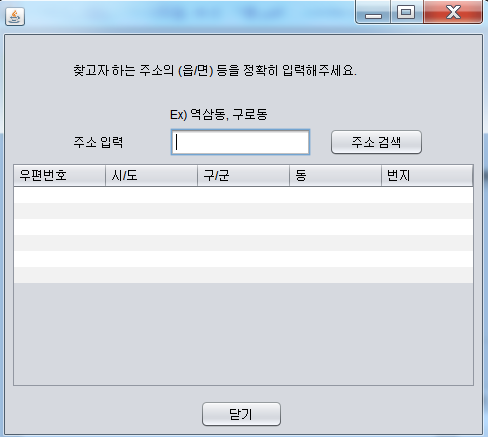 찾고자 하는 주소의 (읍/면) 등을 정확히 입력해주세요.
Ex) 역삼동, 구로동
주소 입력 주소 검색
우편번호 시/도 구/군 동 번지
닫기